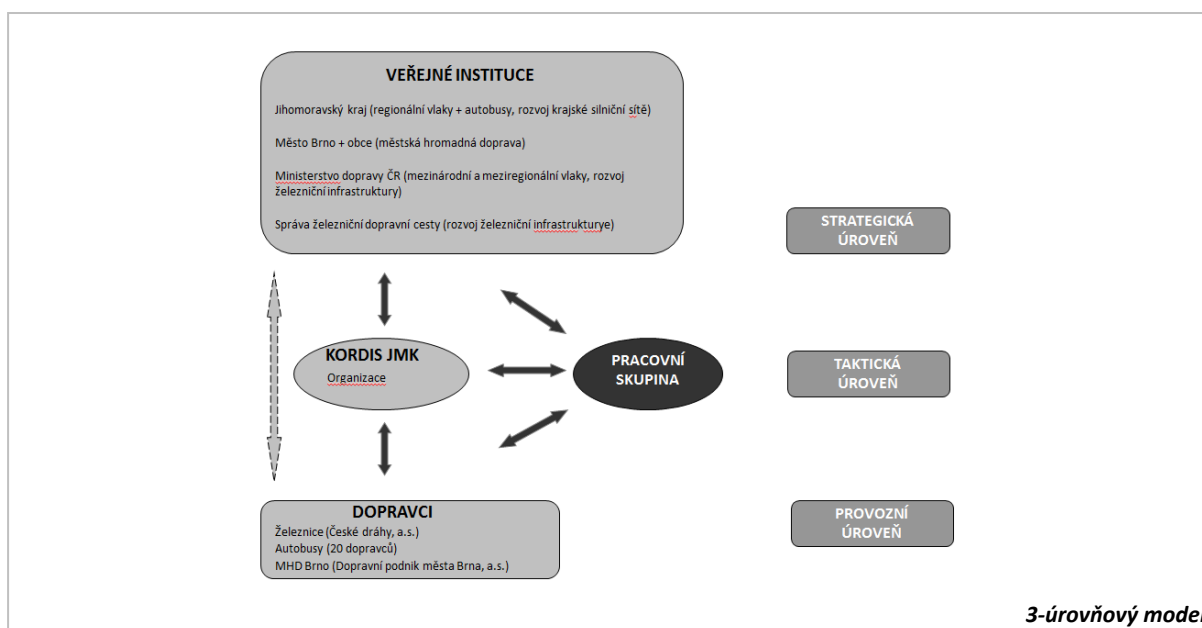 VEŘEJNÉ INSTITUCE
Jihomoravský kraj (regionální vlaky + autobusy, rozvoj krajské silniční sítě)
Město Brno + obce (městská hromadná doprava)
Ministerstvo dopravy ČR (mezinárodní a meziregionální vlaky, rozvoj
železniční infrastruktury)
Správa železniční dopravní cesty (rozvoj železniční infrastrukturye)
STRATEGICKÁ
ÚROVEŇ
KORDIS JMK
Organizace
PRACOVNÍ
SKUPINA
TAKTICKÁ
ÚROVEŇ
DOPRAVCI
Železnice (České dráhy, a.s.)
Autobusy (20 dopravců)
MHD Brno (Dopravní podnik města Brna, a.s.)
PROVOZNÍ
ÚROVEŇ
3-úrovňový model